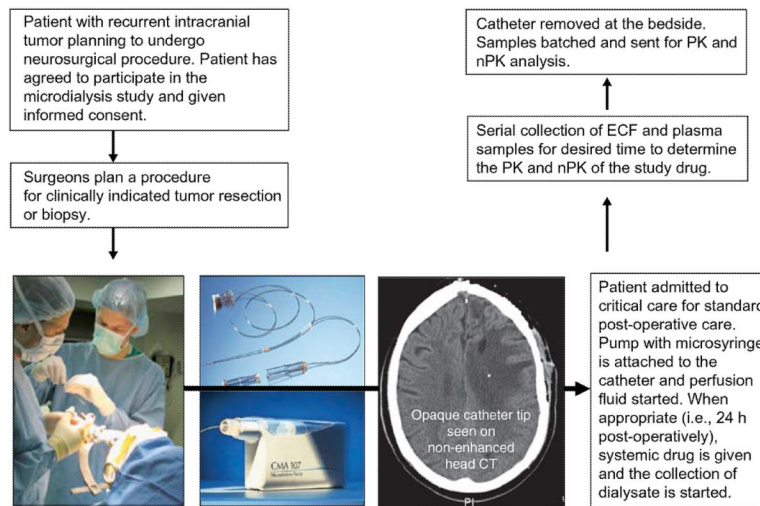 Patient with recurrent intracranial
tumor planning to undergo
neurosurgical procedure. Patient has
agreed to participate in the
microdialysis study and given
informed consent.
Surgeons plan a procedure
for clinically indicated tumor resection
or biopsy.
CMA 107
Opaque catheter tip
seen on
non-enhanced
head CT
Patient admitted to
critical care for standard
post-operative care.
Pump with microsyringe
is attached to the
catheter and perfusion
fluid started. When
appropriate (i.e., 24 h
post-operatively),
systemic drug is given
and the collection of
dialysate is started.
Serial collection of ECF and plasma
samples for desired time to determine
the PK and nPK of the study drug.
Catheter removed at the bedside.
Samples batched and sent for PK and
nPK analysis.